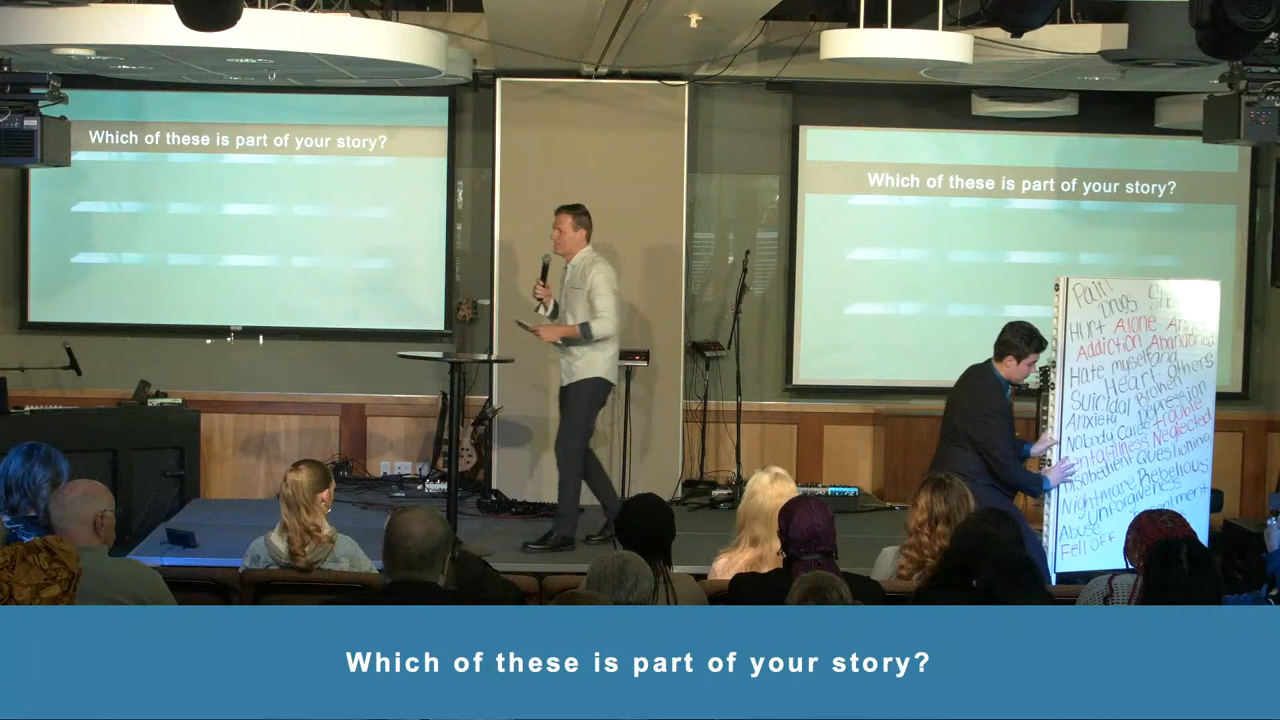 Which of these is part of your story?
Which of these is part of your story?
Pain
Drugs
Hurt Alone
Addiction Abandoned
Hate myself and
Heart Others
Suicidal Broken
Anxiety Depression
Nobody Cares Trouble
Illness Neglected
Disobedient Questioning
Nightmare Rebellious
Unforgiveness
Abuse
Fell OFF
Which of these is part of your story?